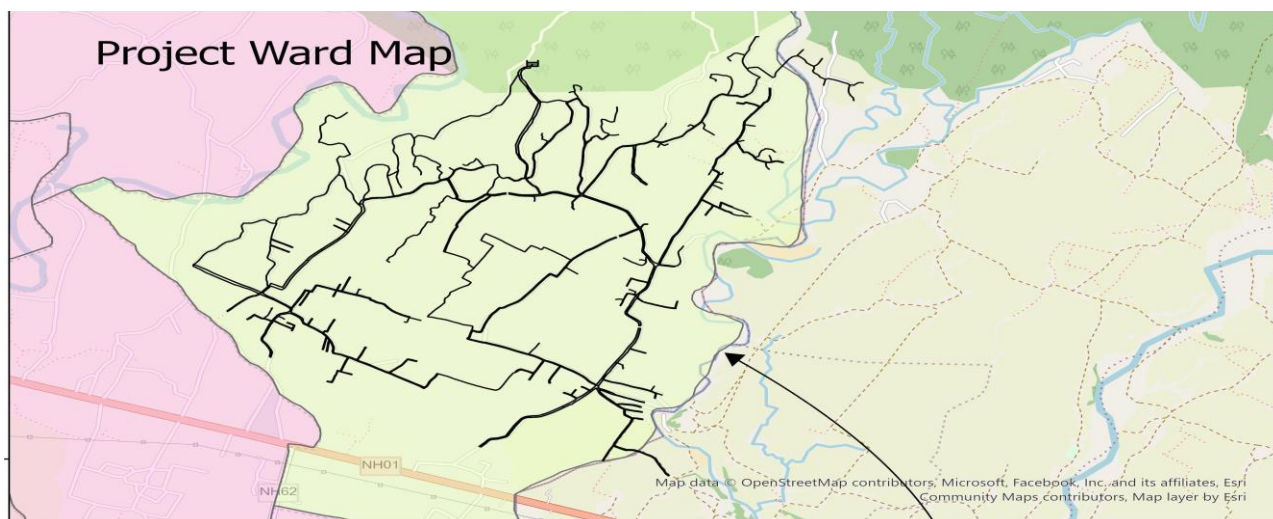 Project Ward Map
NH01
NH62
Map data © OpenStreetMap contributors, Microsoft, Facebook, Inc. and its affiliates, Esri
Community Maps contributors, Map layer by Esri